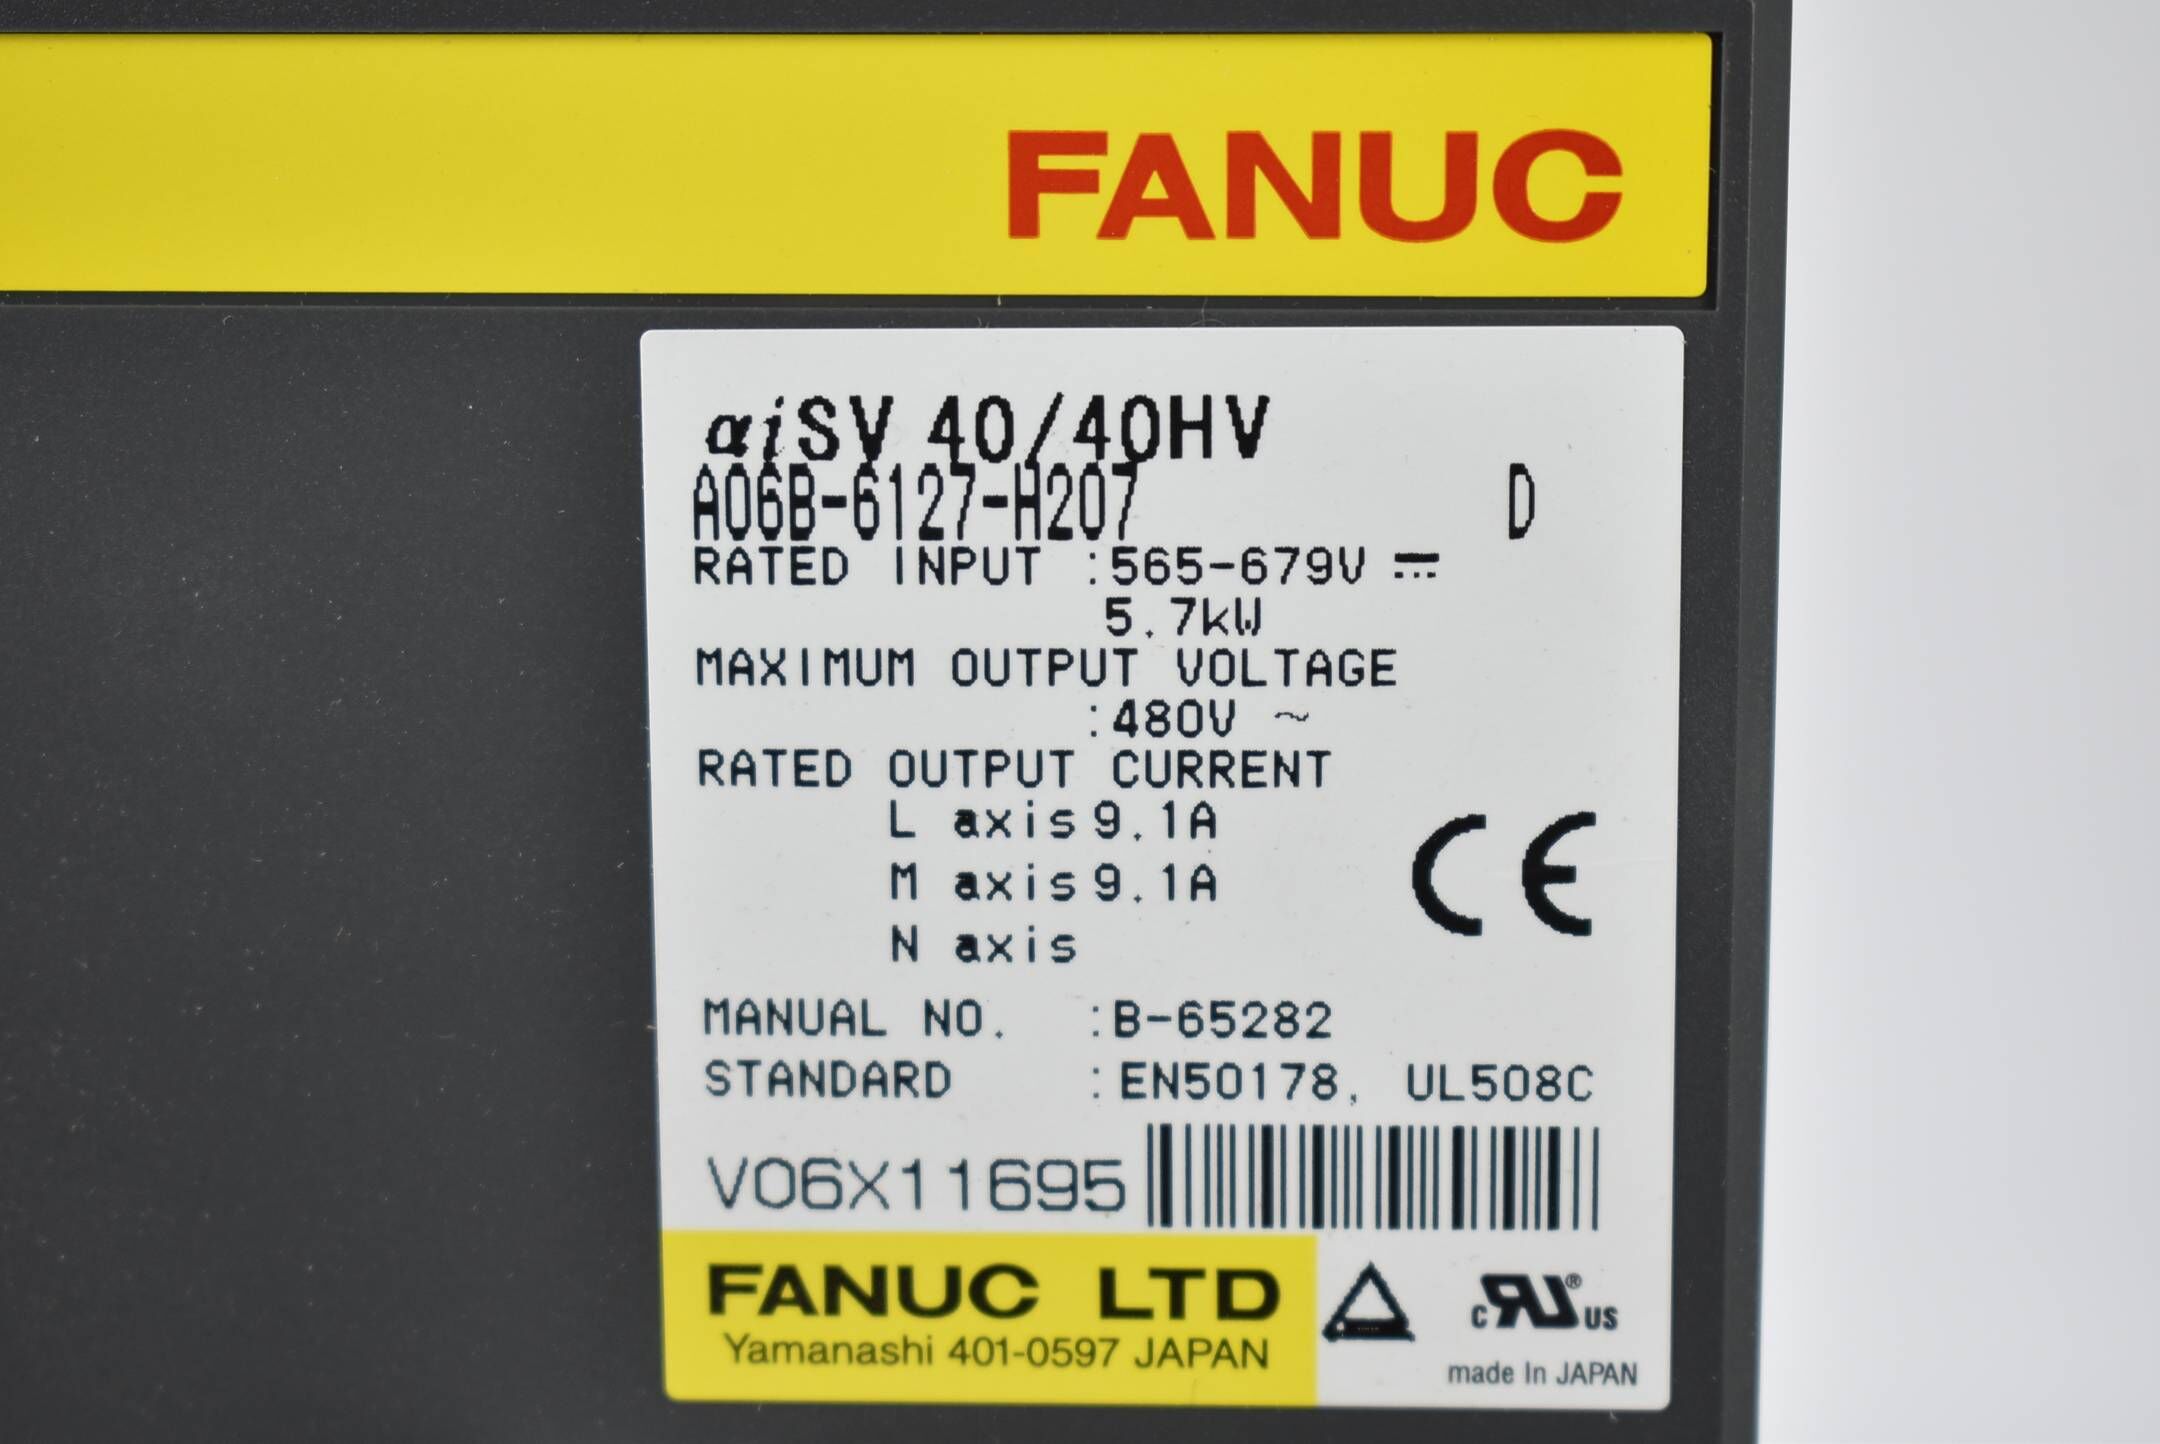 FANUC
αiSV 40/40HV
A06B-6127-H207 D
RATED INPUT :565-679V ⎓
5.7kW
MAXIMUM OUTPUT VOLTAGE
:480V ~
RATED OUTPUT CURRENT
L axis 9.1A
M axis 9.1A
N axis
CE
MANUAL NO. :B-65282
STANDARD :EN50178, UL508C
V06X11695
FANUC LTD
Yamanashi 401-0597 JAPAN
c RU ® US
made In JAPAN